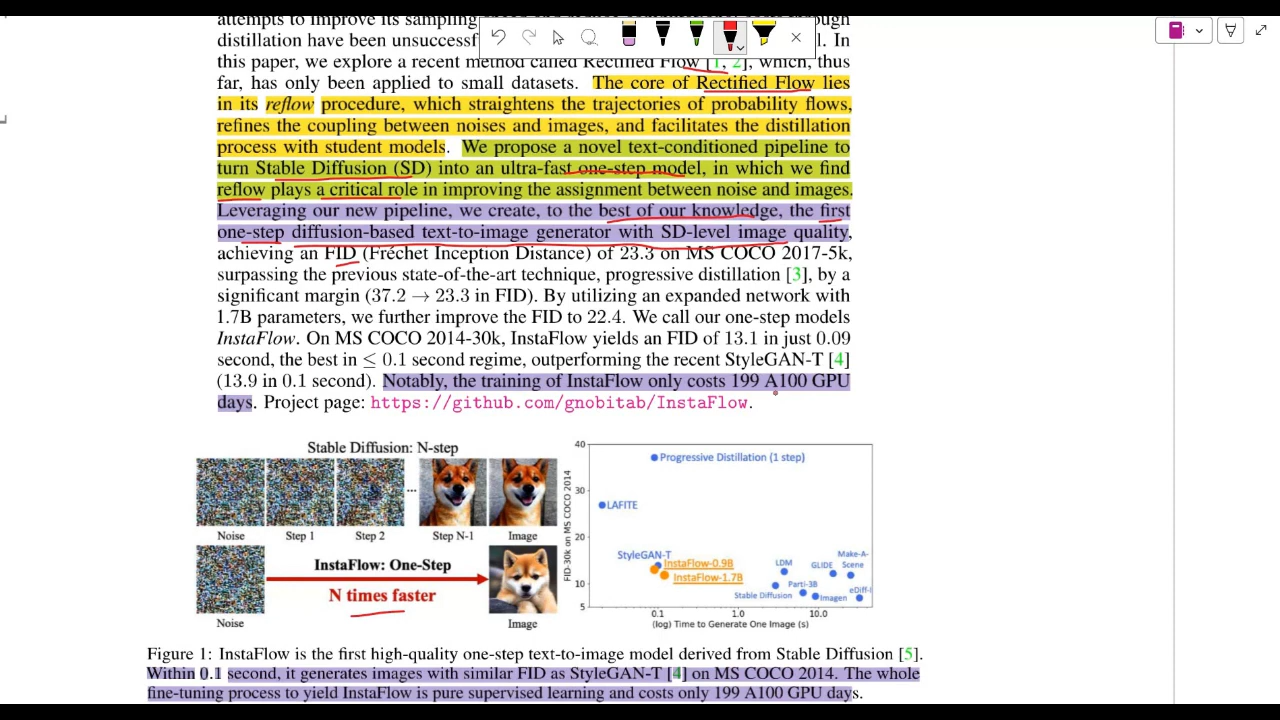 attempts to improve its sampling
distillation have been unsuccessf l. In
this paper, we explore a recent method called Rectified Flow [1, 2], which, thus
far, has only been applied to small datasets. The core of Rectified Flow lies
in its reflow procedure, which straightens the trajectories of probability flows,
refines the coupling between noises and images, and facilitates the distillation
process with student models. We propose a novel text-conditioned pipeline to
turn Stable Diffusion (SD) into an ultra-fast one-step model, in which we find
reflow plays a critical role in improving the assignment between noise and images.
Leveraging our new pipeline, we create, to the best of our knowledge, the first
one-step diffusion-based text-to-image generator with SD-level image quality,
achieving an FID (Fréchet Inception Distance) of 23.3 on MS COCO 2017-5k,
surpassing the previous state-of-the-art technique, progressive distillation [3], by a
significant margin (37.2 → 23.3 in FID). By utilizing an expanded network with
1.7B parameters, we further improve the FID to 22.4. We call our one-step models
InstaFlow. On MS COCO 2014-30k, InstaFlow yields an FID of 13.1 in just 0.09
second, the best in ≤ 0.1 second regime, outperforming the recent StyleGAN-T [4]
(13.9 in 0.1 second). Notably, the training of InstaFlow only costs 199 A100 GPU
days. Project page: https://github.com/gnobitab/InstaFlow.
Stable Diffusion: N-step
...
Noise Step 1 Step 2 Step N-1 Image
InstaFlow: One-Step
N times faster
Noise Image
FID-30k on MS COCO 2014
40
30
20
10
5
Progressive Distillation (1 step)
LAFITE
StyleGAN-T
InstaFlow-0.9B
InstaFlow-1.7B
LDM
GLIDE
Make-A-
Scene
Stable Diffusion
Parti-3B
Imagen
eDiff-I
0.1 1.0 10.0
(log) Time to Generate One Image (s)
Figure 1: InstaFlow is the first high-quality one-step text-to-image model derived from Stable Diffusion [5].
Within 0.1 second, it generates images with similar FID as StyleGAN-T [4] on MS COCO 2014. The whole
fine-tuning process to yield InstaFlow is pure supervised learning and costs only 199 A100 GPU days.